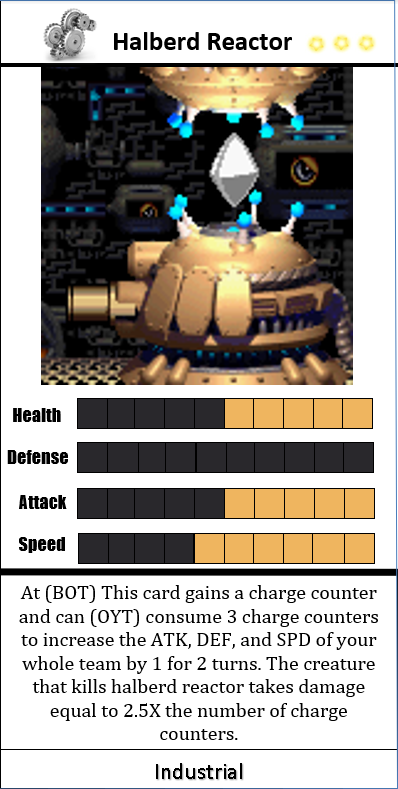 Halberd Reactor
Health
Defense
Attack
Speed
At (BOT) This card gains a charge counter
and can (OYT) consume 3 charge counters
to increase the ATK, DEF, and SPD of your
whole team by 1 for 2 turns. The creature
that kills halberd reactor takes damage
equal to 2.5X the number of charge
counters.
Industrial